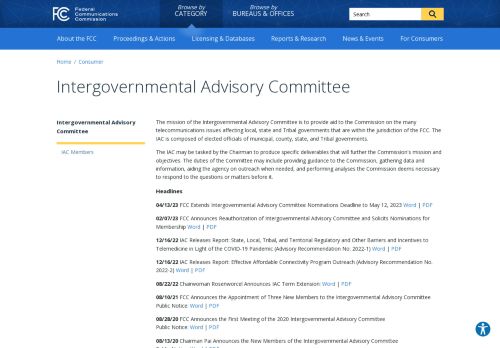 FCC
Federal
Communications
Commission
Browse by
CATEGORY
Browse by
BUREAUS & OFFICES
Search
About the FCC
Proceedings & Actions
Licensing & Databases
Reports & Research
News & Events
For Consumers
Home / Consumer
Intergovernmental Advisory Committee
Intergovernmental Advisory
Committee
IAC Members
The mission of the Intergovernmental Advisory Committee is to provide aid to the Commission on the many
telecommunications issues affecting local, state and Tribal governments that are within the jurisdiction of the FCC. The
IAC is composed of elected officials of municipal, county, state, and Tribal governments.
The IAC may be tasked by the Chairman to produce specific deliverables that will further the Commission's mission and
objectives. The duties of the Committee may include providing guidance to the Commission, gathering data and
information, aiding the agency on outreach when needed, and performing analyses the Commission deems necessary
to respond to the questions or matters before it.
Headlines
04/13/23 FCC Extends Intergovernmental Advisory Committee Nominations Deadline to May 12, 2023 Word | PDF
02/07/23 FCC Announces Reauthorization of Intergovernmental Advisory Committee and Solicits Nominations for
Membership Word | PDF
12/16/22 IAC Releases Report: State, Local, Tribal, and Territorial Regulatory and Other Barriers and Incentives to
Telemedicine in Light of the COVID-19 Pandemic (Advisory Recommendation No. 2022-1) Word | PDF
12/16/22 IAC Releases Report: Effective Affordable Connectivity Program Outreach (Advisory Recommendation No.
2022-2) Word | PDF
08/22/22 Chairwoman Rosenworcel Announces IAC Term Extension: Word | PDF
08/10/21 FCC Announces the Appointment of Three New Members to the Intergovernmental Advisory Committee
Public Notice: Word | PDF
08/28/20 FCC Announces the First Meeting of the 2020 Intergovernmental Advisory Committee
Public Notice: Word | PDF
08/13/20 Chairman Pai Announces the New Members of the Intergovernmental Advisory Committee